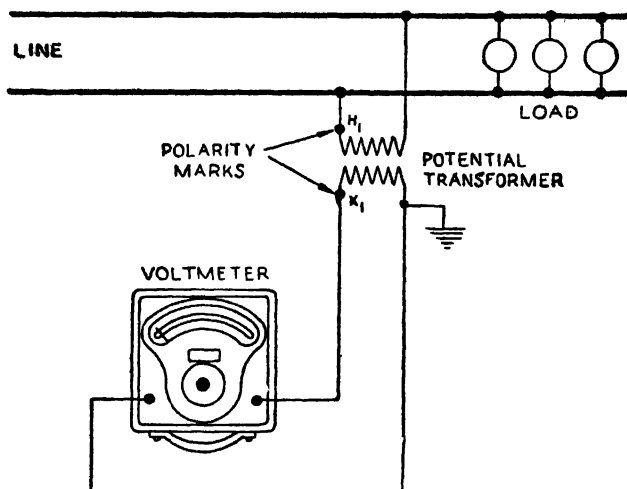 LINE
LOAD
H1
POLARITY
MARKS
POTENTIAL
TRANSFORMER
X1
VOLTMETER